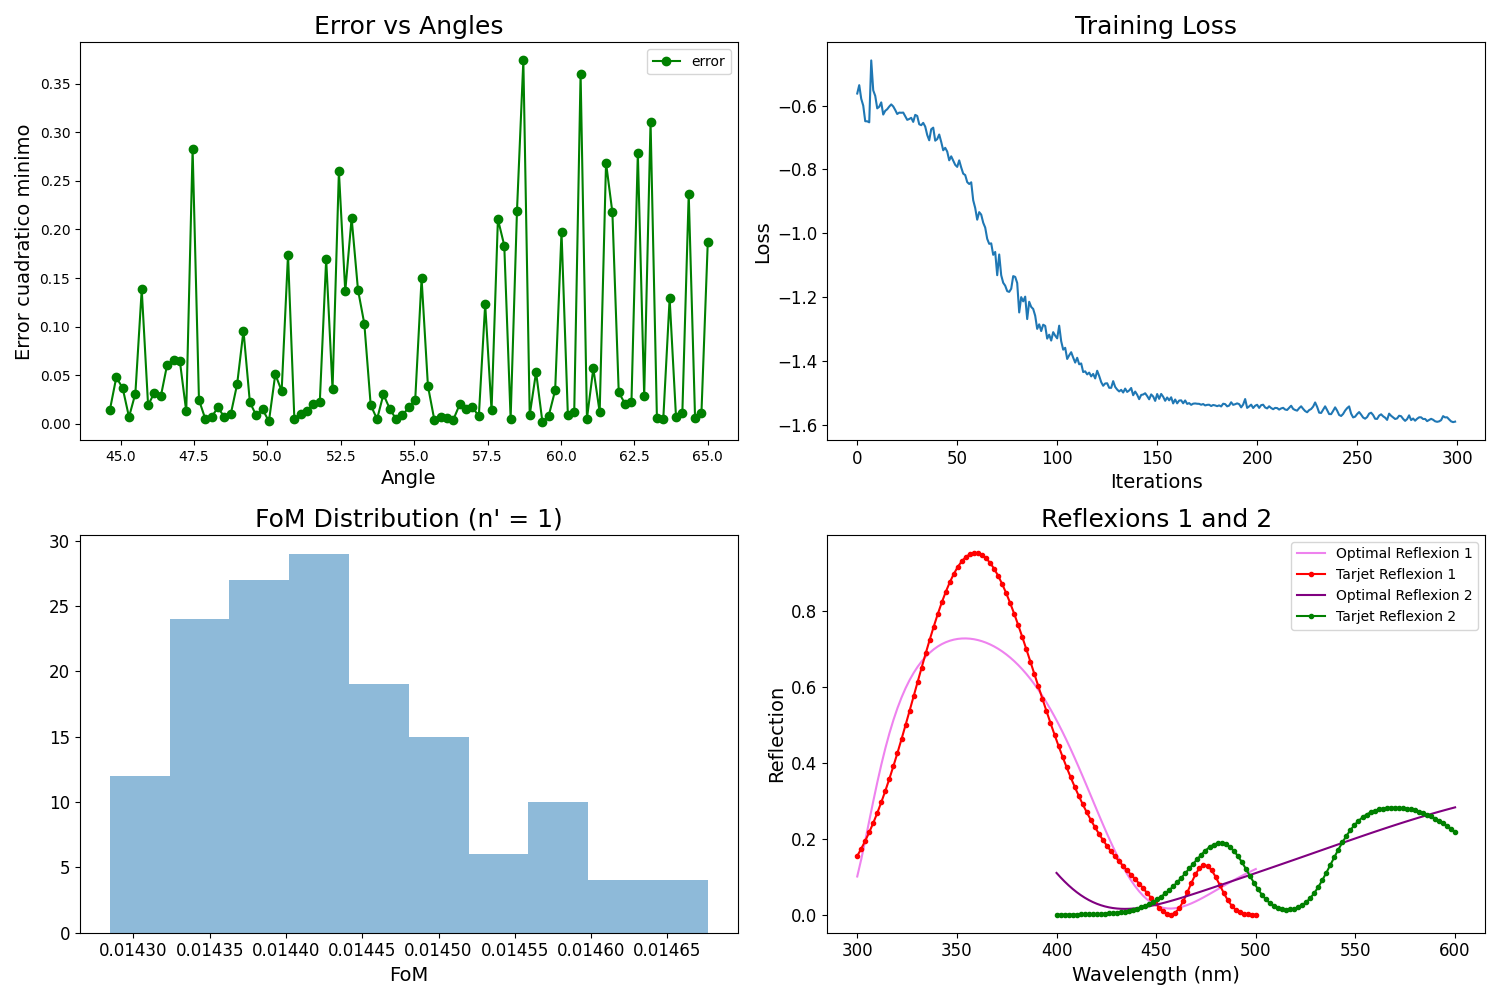 Error vs Angles
error
Error cuadratico minimo
0.35
0.30
0.25
0.20
0.15
0.10
0.05
0.00
45.0 47.5 50.0 52.5 55.0 57.5 60.0 62.5 65.0
Angle
Training Loss
Loss
−0.6
−0.8
−1.0
−1.2
−1.4
−1.6
0 50 100 150 200 250 300
Iterations
FoM Distribution (n' = 1)
30
25
20
15
10
5
0
0.01430 0.01435 0.01440 0.01445 0.01450 0.01455 0.01460 0.01465
FoM
Reflexions 1 and 2
Optimal Reflexion 1
Tarjet Reflexion 1
Optimal Reflexion 2
Tarjet Reflexion 2
Reflection
0.8
0.6
0.4
0.2
0.0
300 350 400 450 500 550 600
Wavelength (nm)